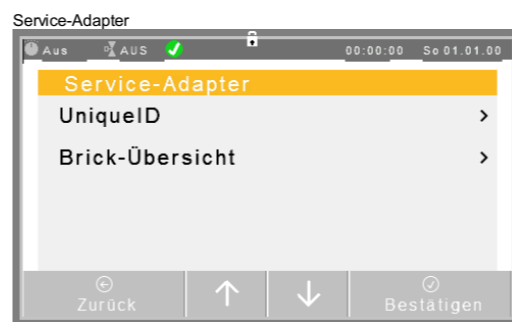 Service-Adapter
Aus AUS 00:00:00 So 01.01.00
Service-Adapter
UniqueID
Brick-Übersicht
Zurück Bestätigen